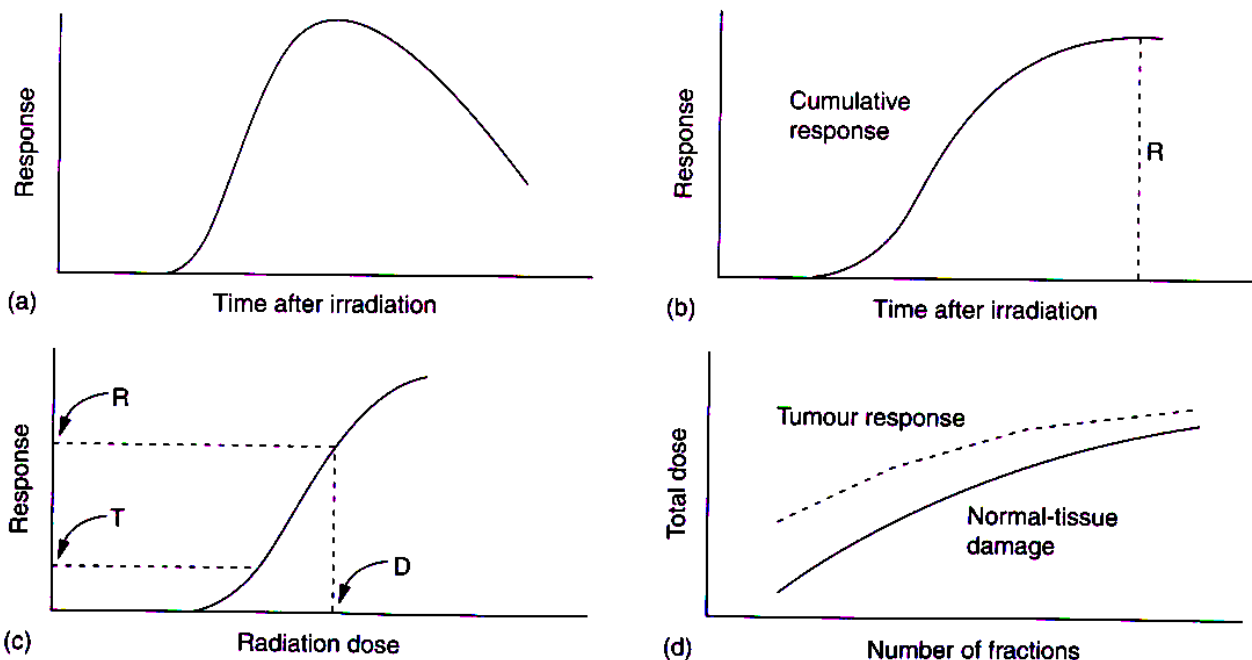 Response
Time after irradiation
(a)
Response
Cumulative
response
R
Time after irradiation
(b)
Response
R
T
D
Radiation dose
(c)
Total dose
Tumour response
Normal-tissue
damage
Number of fractions
(d)